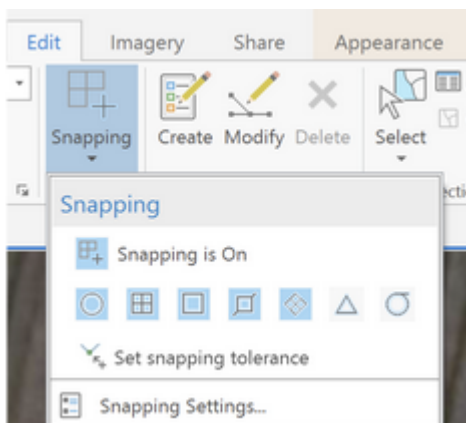 Edit Imagery Share Appearance
Snapping Create Modify Delete Select
Snapping
Snapping is On
Set snapping tolerance
Snapping Settings...